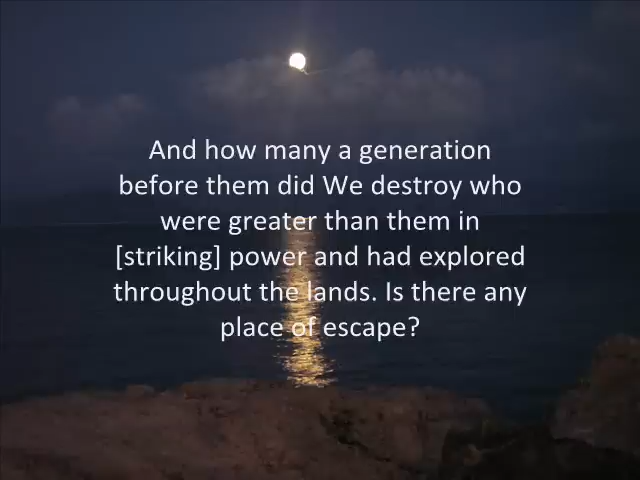 And how many a generation
before them did We destroy who
were greater than them in
[striking] power and had explored
throughout the lands. Is there any
place of escape?